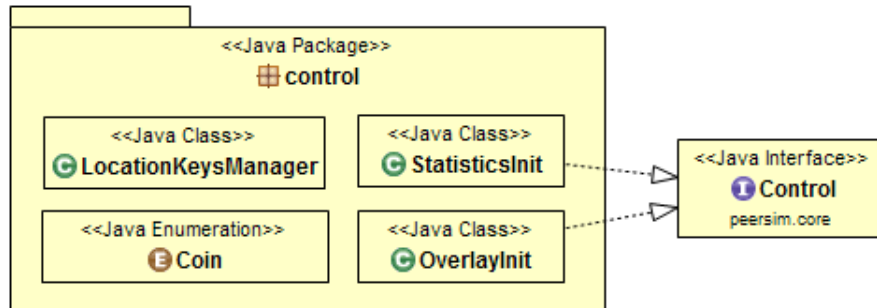 <<Java Package>>
control
<<Java Class>>
LocationKeysManager
<<Java Class>>
StatisticsInit
<<Java Interface>>
Control
peersim.core
<<Java Enumeration>>
Coin
<<Java Class>>
OverlayInit